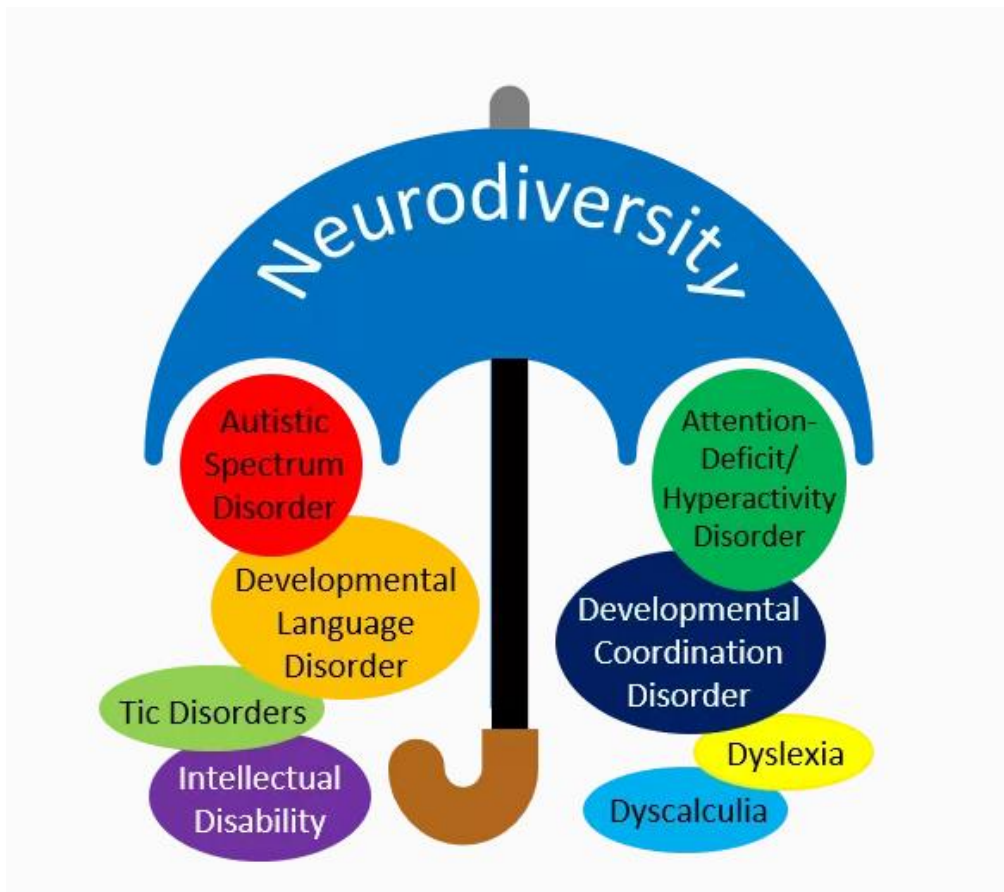 Neurodiversity
Autistic
Spectrum
Disorder
Attention-
Deficit/
Hyperactivity
Disorder
Developmental
Language
Disorder
Developmental
Coordination
Disorder
Tic Disorders
Dyslexia
Intellectual
Disability
Dyscalculia